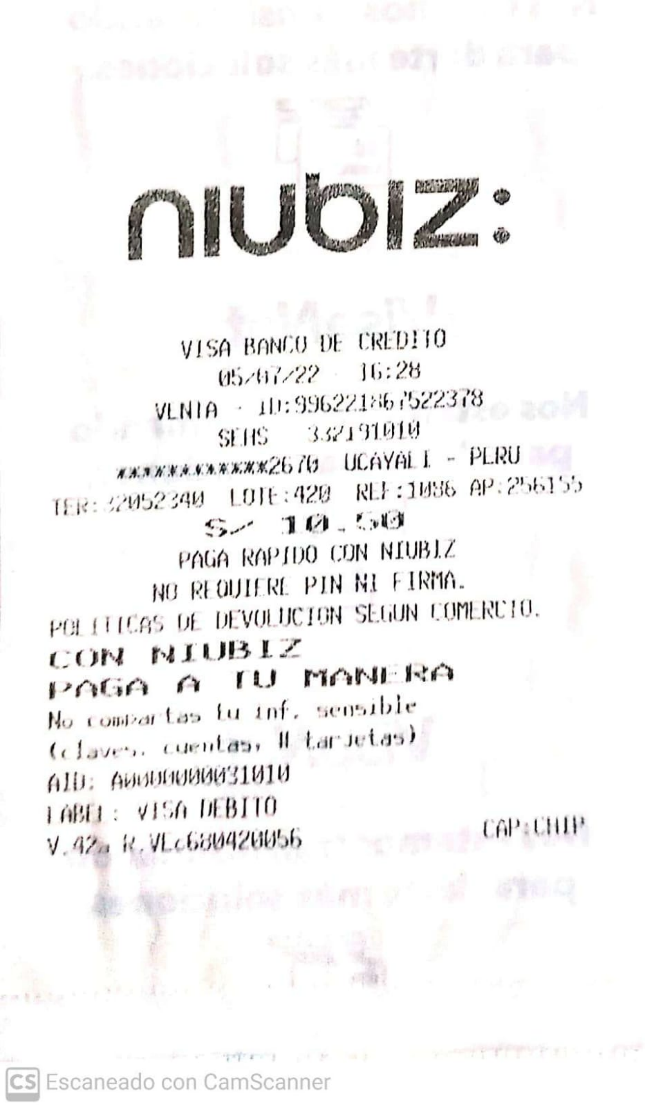 niubiz:
VISA BANCO DE CREDITO
05/07/22 16:28
VENTA - ID:996221867522378
SEHS 332191010
************2670 UCAYALI - PERU
TER:32052340 LOTE:420 REF:1086 AP:256155
S/ 10.50
PAGA RAPIDO CON NIUBIZ
NO REQUIERE PIN NI FIRMA.
POLITICAS DE DEVOLUCION SEGUN COMERCIO.
CON NIUBIZ
PAGA A TU MANERA
No compartas tu inf. sensible
(claves, cuentas, tarjetas)
AID: A0000000031010
LABEL: VISA DEBITO
V.42a R.VEc680420056 CAP:CHIP
CS Escaneado con CamScanner